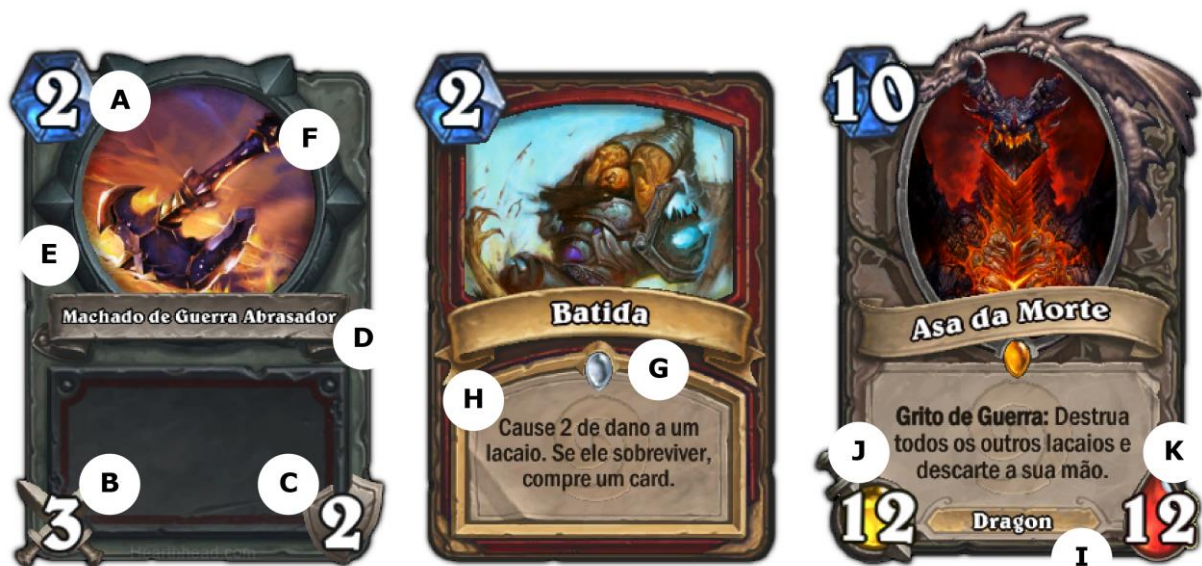 2
A
F
E
Machado de Guerra Abrasador
D
B
C
3
2
Hearthhead.com
2
Batida
G
H
Cause 2 de dano a um
lacaio. Se ele sobreviver,
compre um card.
10
Asa da Morte
Grito de Guerra: Destrua
todos os outros lacaios e
descarte a sua mão.
J
K
12
Dragon
12
I